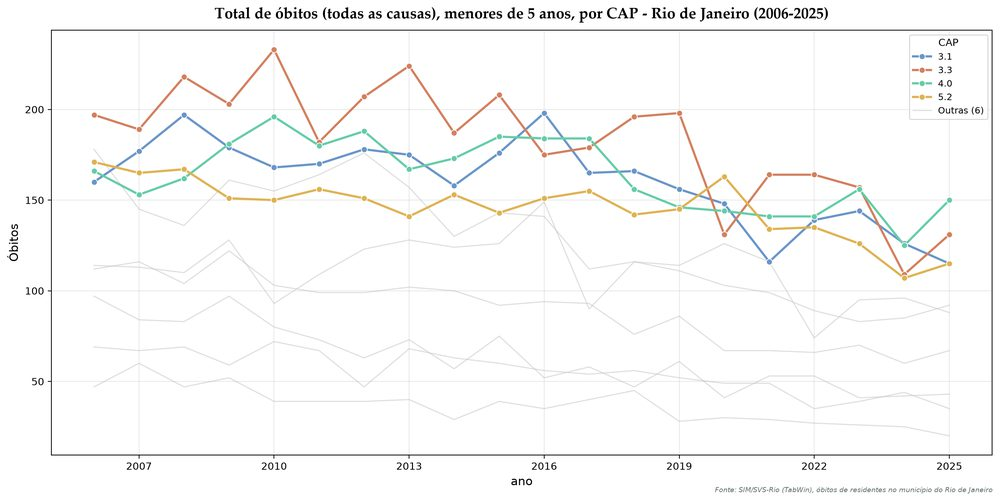 Total de óbitos (todas as causas), menores de 5 anos, por CAP - Rio de Janeiro (2006-2025)
CAP
3.1
3.3
4.0
5.2
Outras (6)
Óbitos
200
150
100
50
2007
2010
2013
2016
2019
2022
2025
ano
Fonte: SIM/SVS-Rio (TabWin), óbitos de residentes no município do Rio de Janeiro